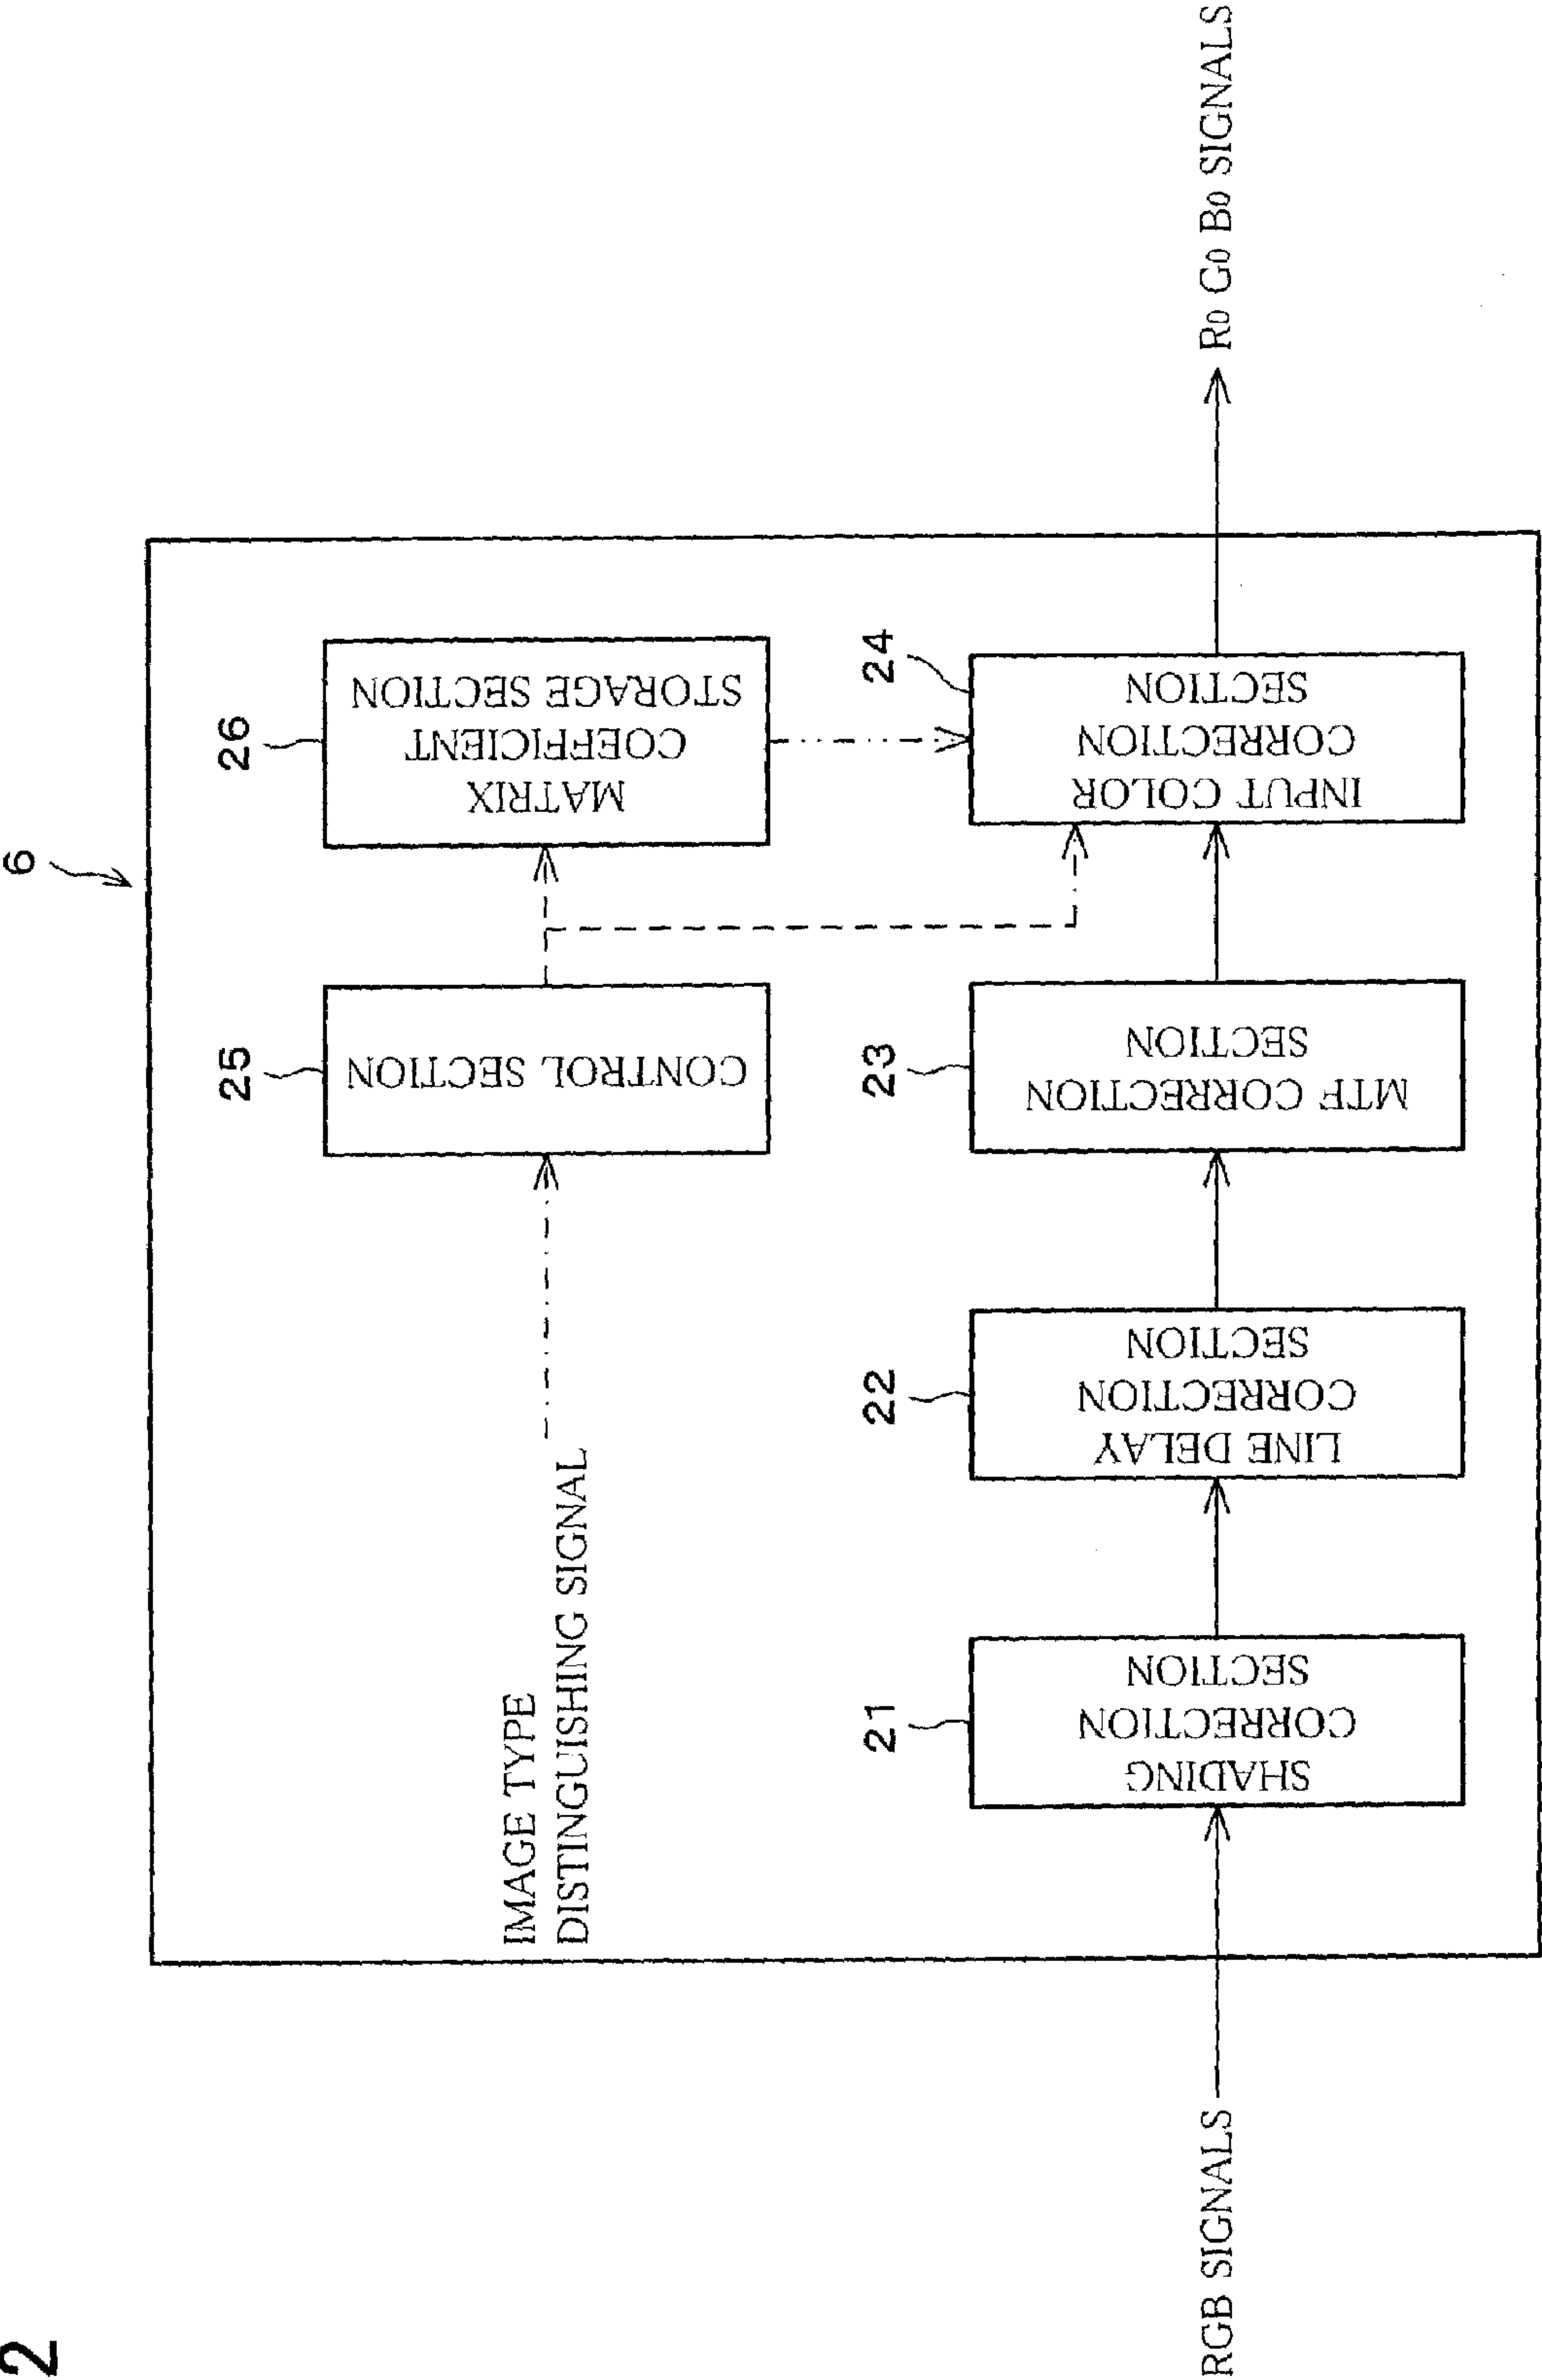 2
6
25
CONTROL SECTION
26
MATRIX
COEFFICIENT
STORAGE SECTION
IMAGE TYPE
DISTINGUISHING SIGNAL
21
SHADING
CORRECTION
SECTION
22
LINE DELAY
CORRECTION
SECTION
23
MTF CORRECTION
SECTION
24
INPUT COLOR
CORRECTION
SECTION
RGB SIGNALS
R0 G0 B0 SIGNALS